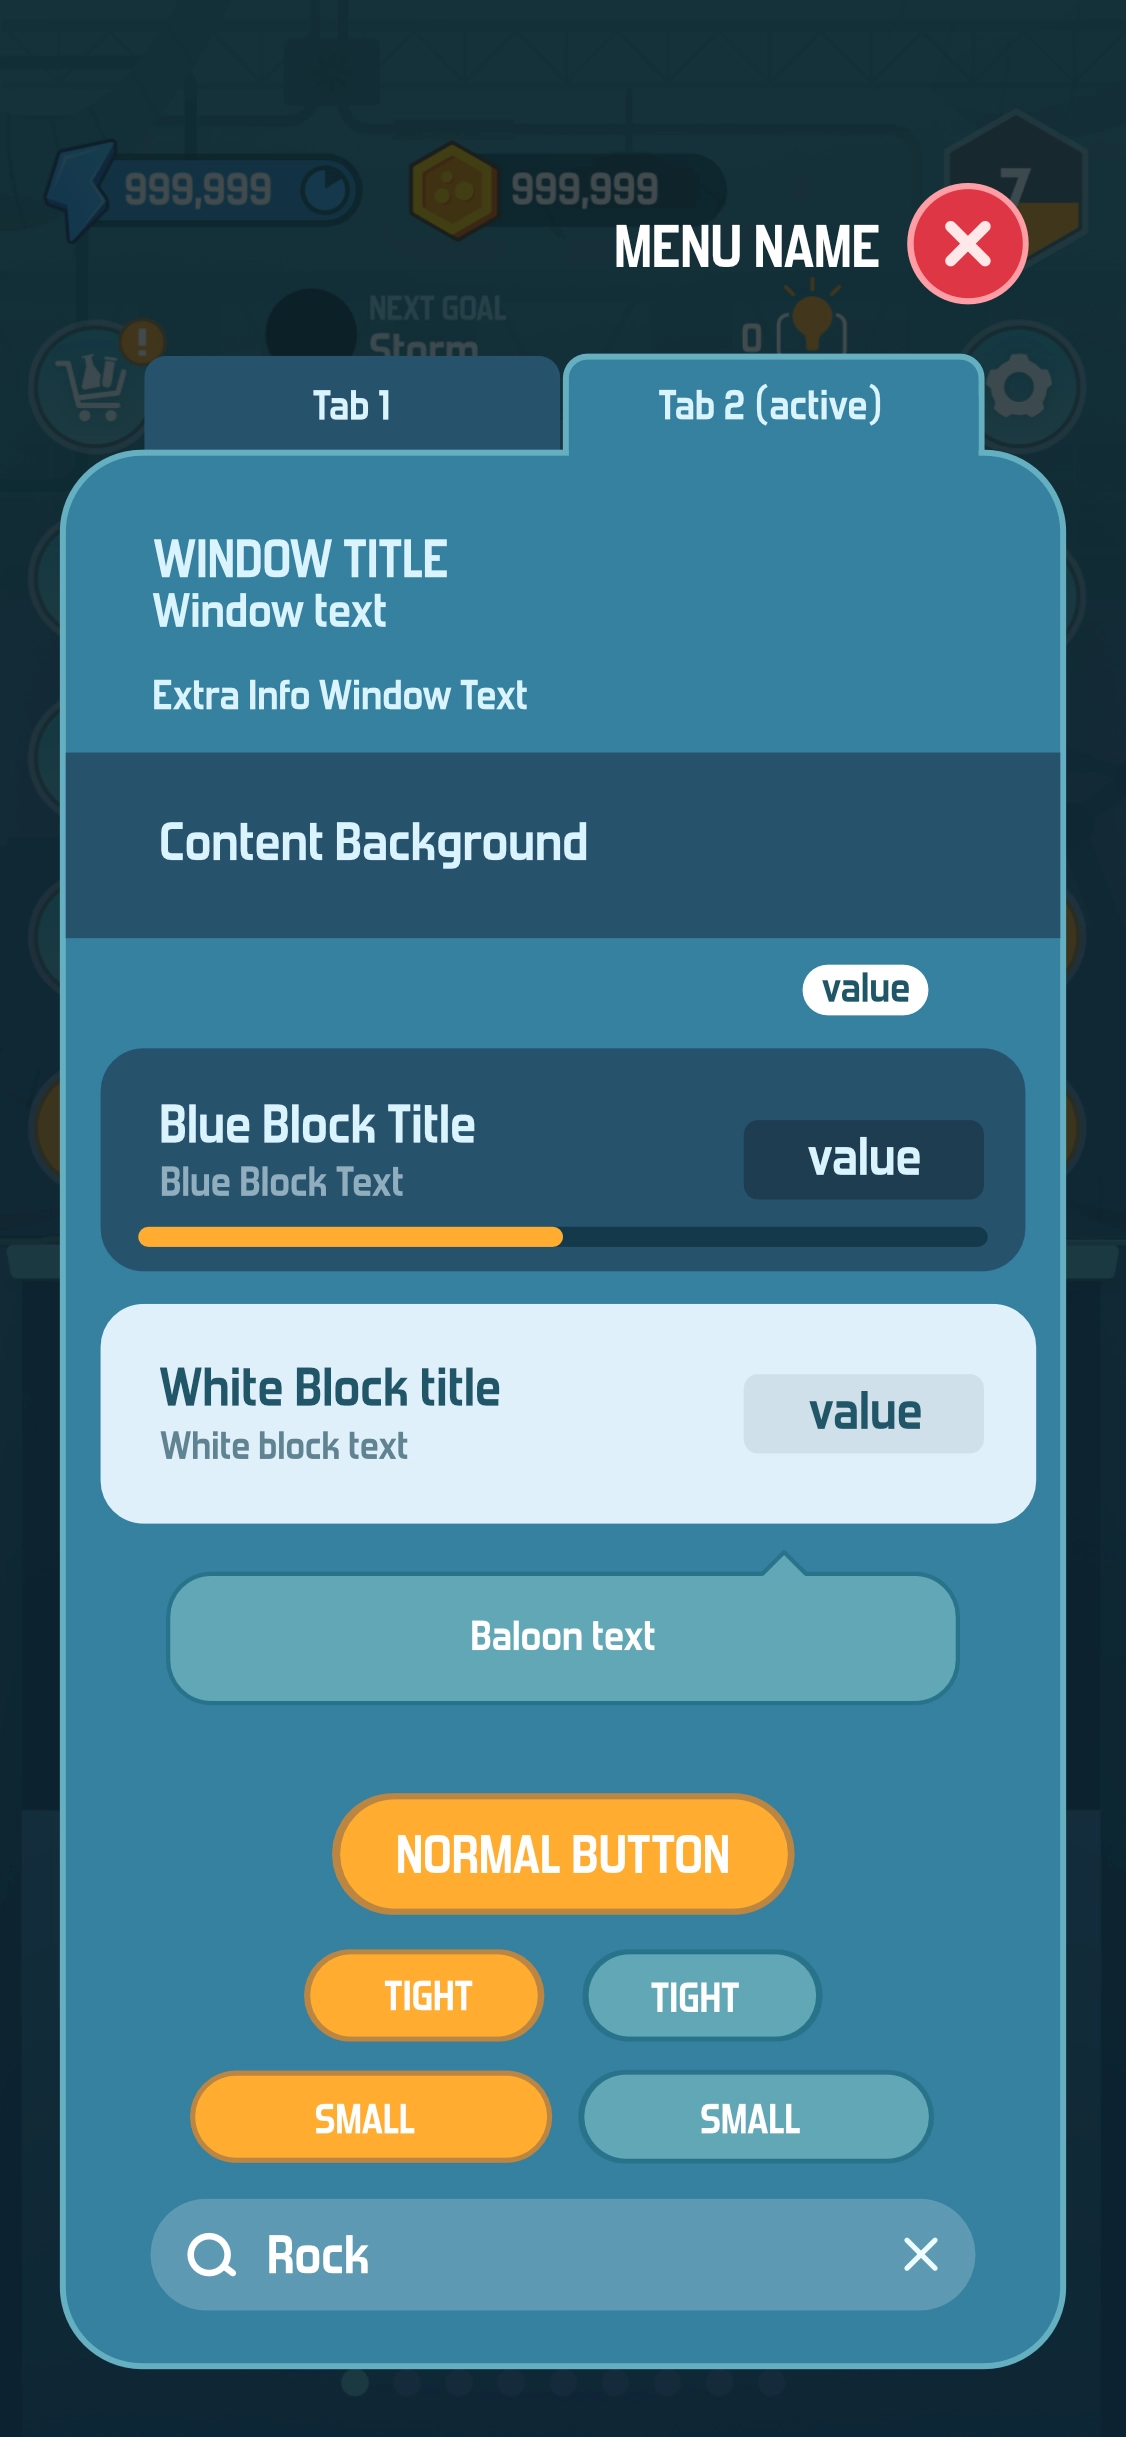 999,999
999,999
7
MENU NAME
NEXT GOAL
Storm
0
!
Tab 1
Tab 2 (active)
WINDOW TITLE
Window text
Extra Info Window Text
Content Background
value
Blue Block Title
Blue Block Text
value
White Block title
White block text
value
Baloon text
NORMAL BUTTON
TIGHT
TIGHT
SMALL
SMALL
Rock